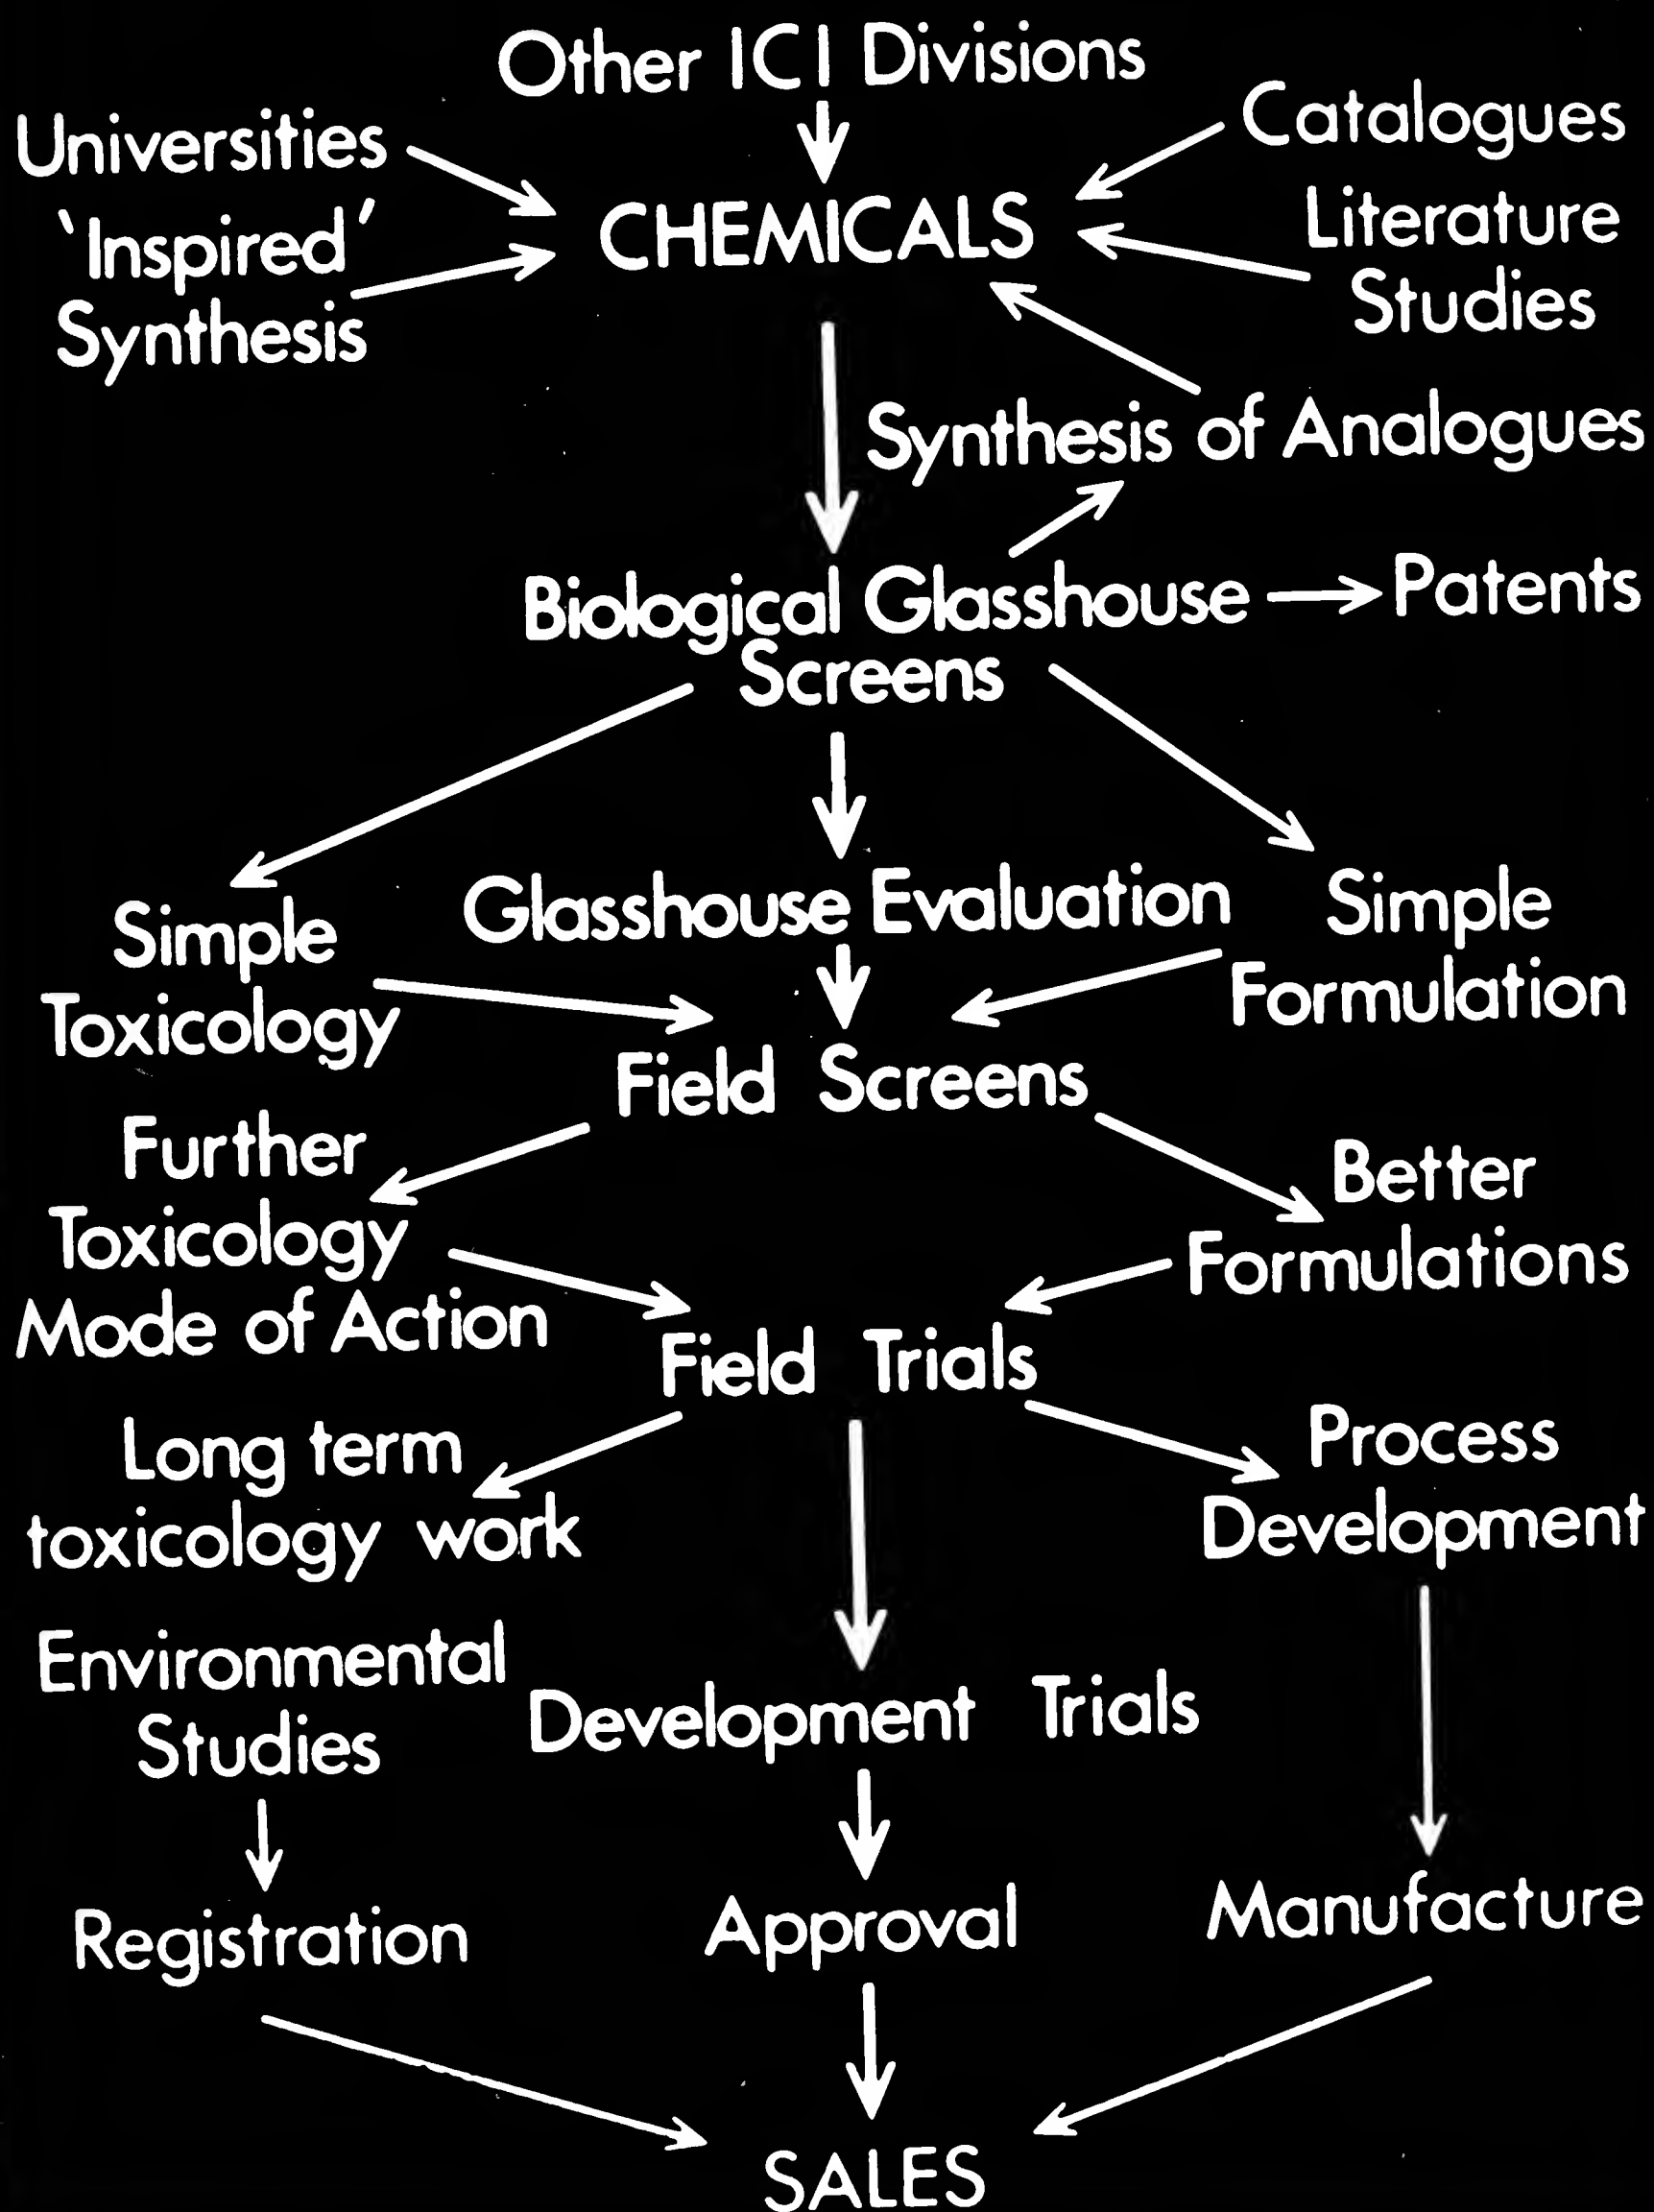 Other ICI Divisions
Universities
Catalogues
'Inspired'
Synthesis
CHEMICALS
Literature
Studies
Synthesis of Analogues
Biological Glasshouse
Screens
Patents
Simple
Toxicology
Glasshouse Evaluation
Simple
Formulation
Field Screens
Further
Toxicology
Mode of Action
Better
Formulations
Field Trials
Long term
toxicology work
Process
Development
Environmental
Studies
Development Trials
Registration
Approval
Manufacture
SALES